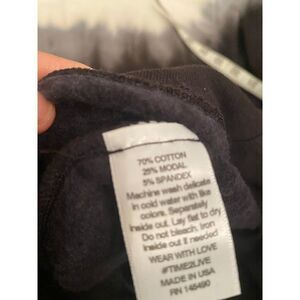 70% COTTON
25% MODAL
5% SPANDEX
Machine wash delicate
in cold water with like
colors. Separately
inside out. Lay flat to dry
Do not bleach, Iron
inside out if needed
WEAR WITH LOVE
#TIME2LIVE
MADE IN USA
RN 145490